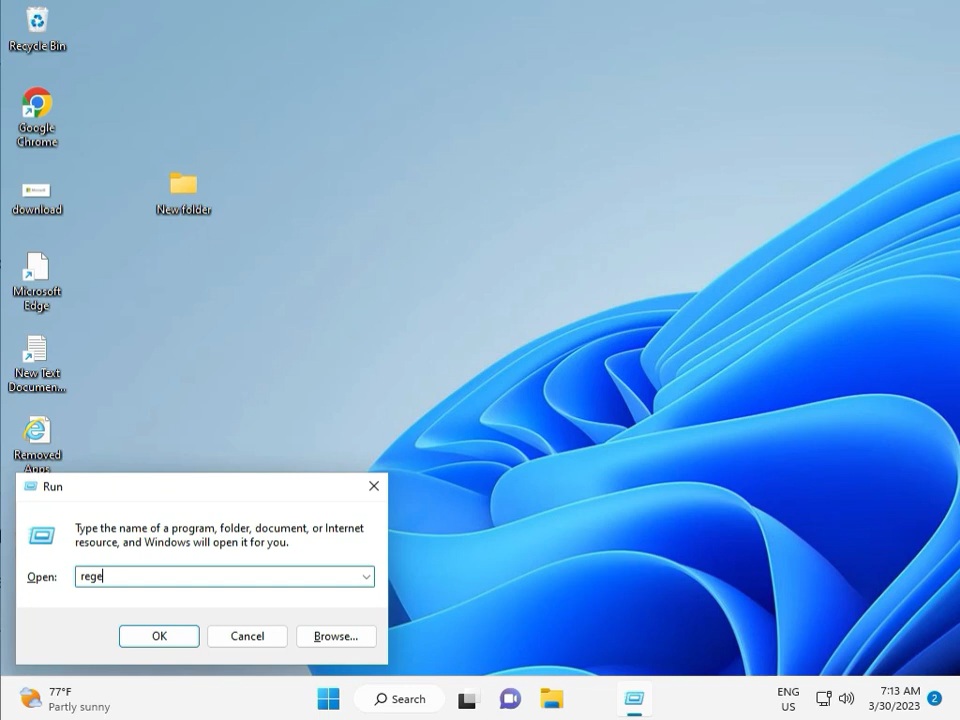 Recycle Bin
Google
Chrome
download
New folder
Microsoft
Edge
New Text
Documen...
Removed
Apps
Run
Type the name of a program, folder, document, or Internet
resource, and Windows will open it for you.
Open:
rege
OK
Cancel
Browse...
77°F
Partly sunny
Search
ENG
US
7:13 AM
3/30/2023
2